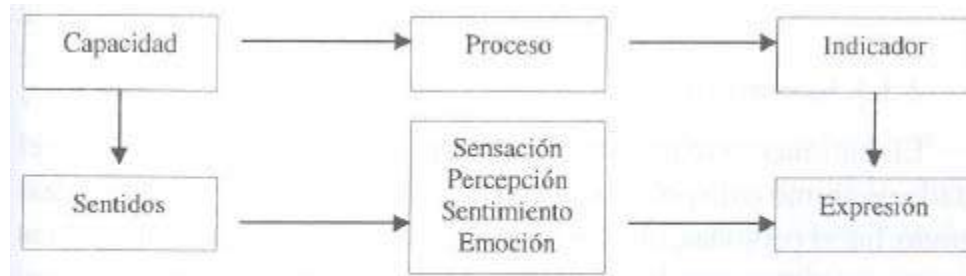 Capacidad
Proceso
Indicador
Sentidos
Sensación
Percepción
Sentimiento
Emoción
Expresión